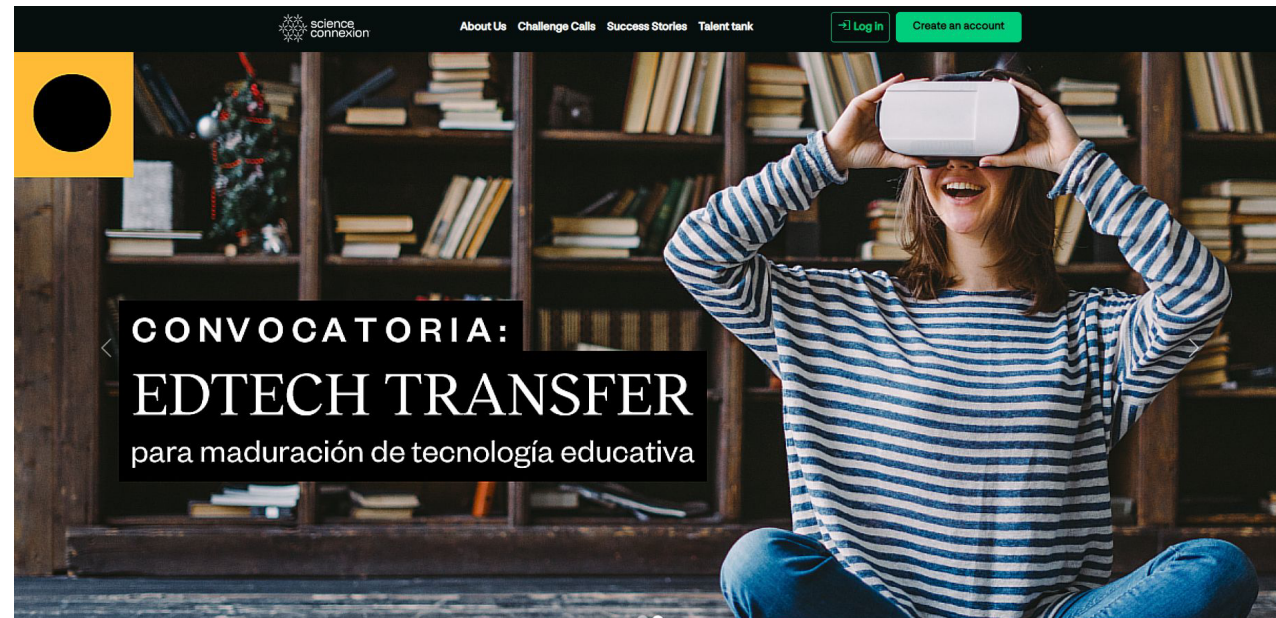 science
connexion
About Us Challenge Calls Success Stories Talent tank
Log in
Create an account
CONVOCATORIA:
EDTECH TRANSFER
para maduración de tecnología educativa